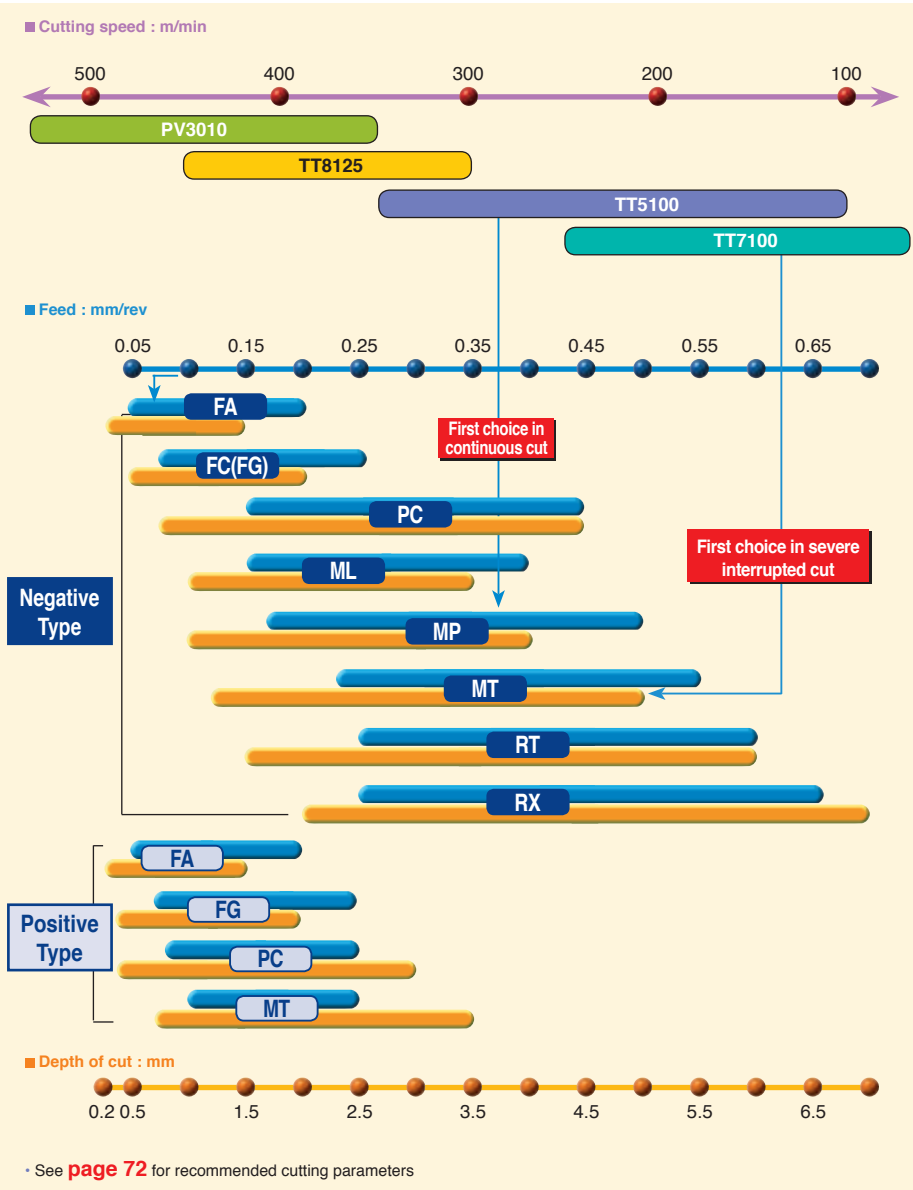 Cutting speed : m/min
500 400 300 200 100
PV3010
TT8125
TT5100
TT7100
Feed : mm/rev
0.05 0.15 0.25 0.35 0.45 0.55 0.65
FA
First choice in
continuous cut
FC(FG)
PC
First choice in severe
interrupted cut
ML
Negative
Type
MP
MT
RT
RX
FA
Positive
Type
FG
PC
MT
Depth of cut : mm
0.2 0.5 1.5 2.5 3.5 4.5 5.5 6.5
• See page 72 for recommended cutting parameters